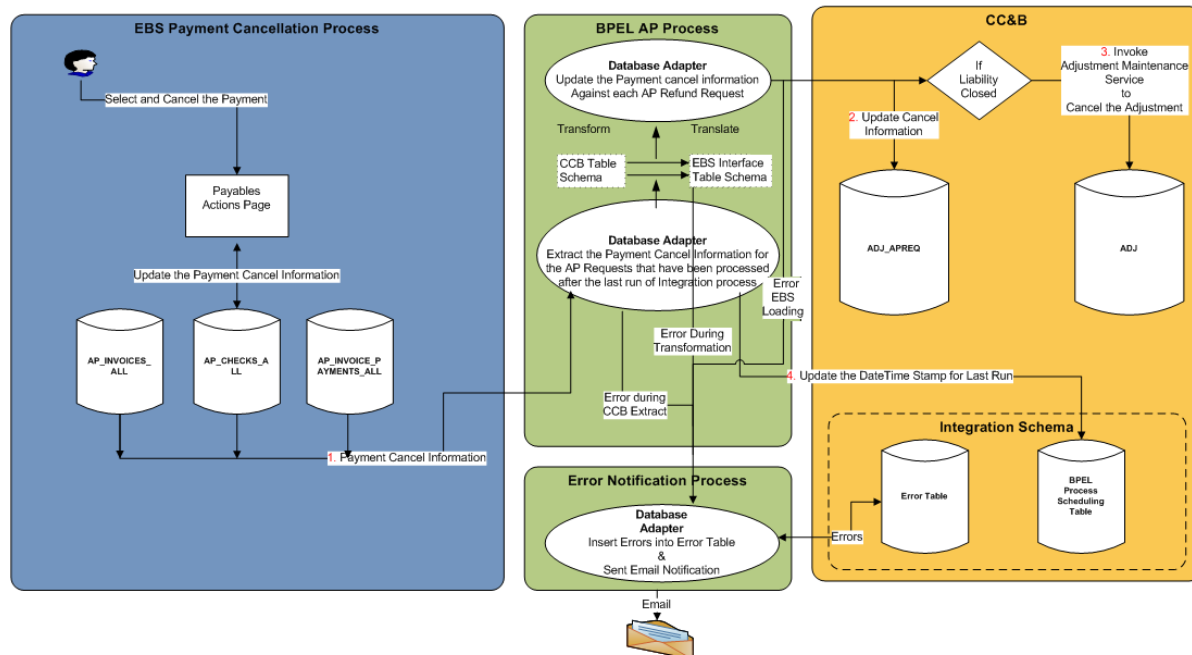 EBS Payment Cancellation Process
Select and Cancel the Payment
Payables
Actions Page
Update the Payment Cancel Information
AP_INVOICES_
ALL
AP_CHECKS_A
LL
AP_INVOICE_P
AYMENTS_ALL
1. Payment Cancel Information
BPEL AP Process
Database Adapter
Update the Payment cancel information
Against each AP Refund Request
Transform
Translate
CCB Table
Schema
EBS Interface
Table Schema
Database Adapter
Extract the Payment Cancel Information for
the AP Requests that have been processed
after the last run of Integration process
Error
EBS
Loading
Error During
Transformation
Error during
CCB Extract
Error Notification Process
Database
Adapter
Insert Errors into Error Table
&
Sent Email Notification
Email
CC&B
If
Liability
Closed
3. Invoke
Adjustment Maintenance
Service
to
Cancel the Adjustment
2. Update Cancel
Information
ADJ_APREQ
ADJ
4. Update the DateTime Stamp for Last Run
Integration Schema
Error Table
BPEL
Process
Scheduling
Table
Errors